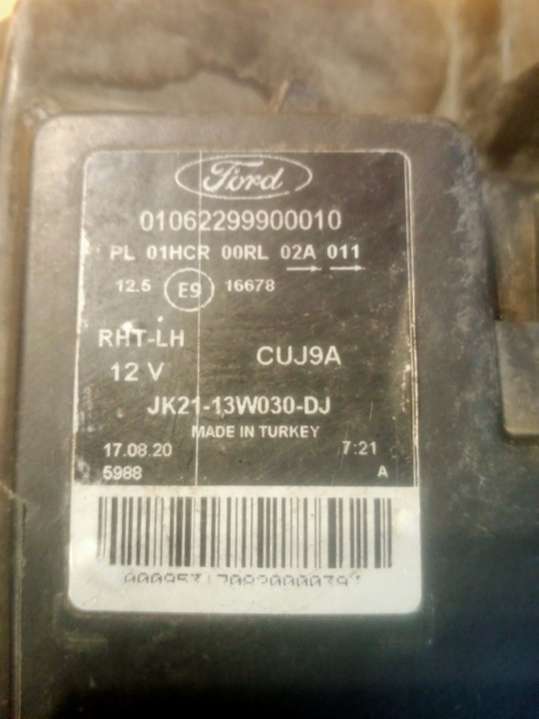 Ford
01062299900010
PL 01HCR 00RL 02A 011
12.5 E9 16678
RHT-LH
CUJ9A
12 V
JK21-13W030-DJ
MADE IN TURKEY
17.08.20 7:21
5988 A